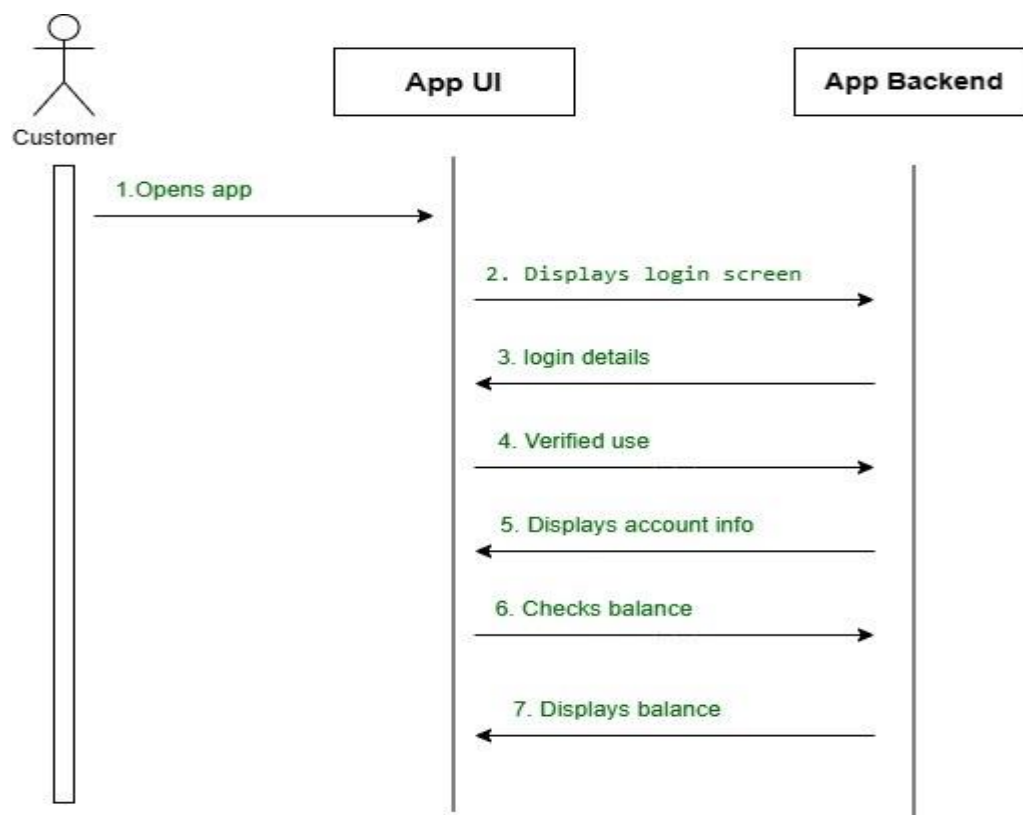 App UI
App Backend
Customer
1.Opens app
2. Displays login screen
3. login details
4. Verified use
5. Displays account info
6. Checks balance
7. Displays balance